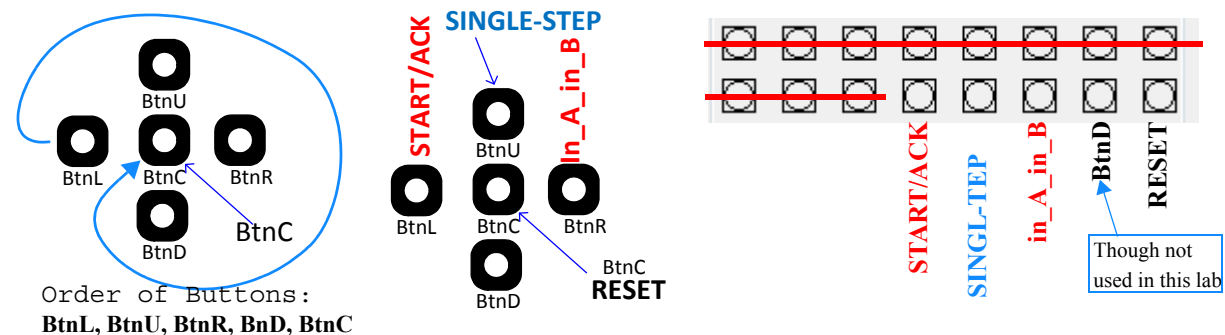 BtnU
BtnL
BtnC
BtnR
BtnD
BtnC
Order of Buttons:
BtnL, BtnU, BtnR, BnD, BtnC
SINGLE-STEP
START/ACK
In_A_in_B
BtnU
BtnL
BtnC
BtnR
BtnD
BtnC
RESET
START/ACK
SINGL-TEP
in_A_in_B
BtnD
RESET
Though not
used in this lab